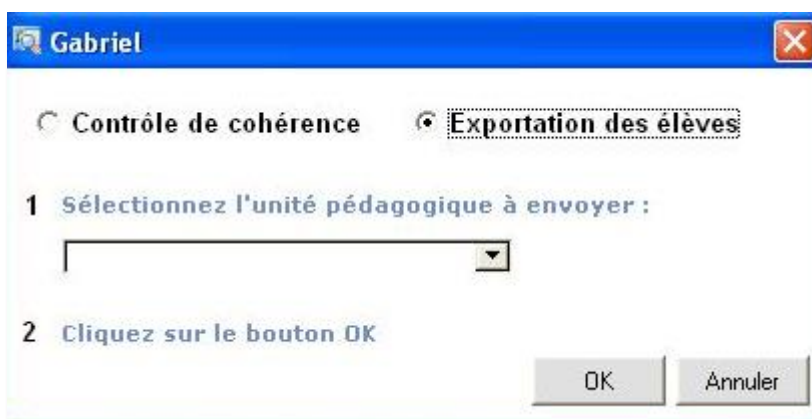 Gabriel
Contrôle de cohérence Exportation des élèves
1 Sélectionnez l'unité pédagogique à envoyer :
2 Cliquez sur le bouton OK
OK Annuler